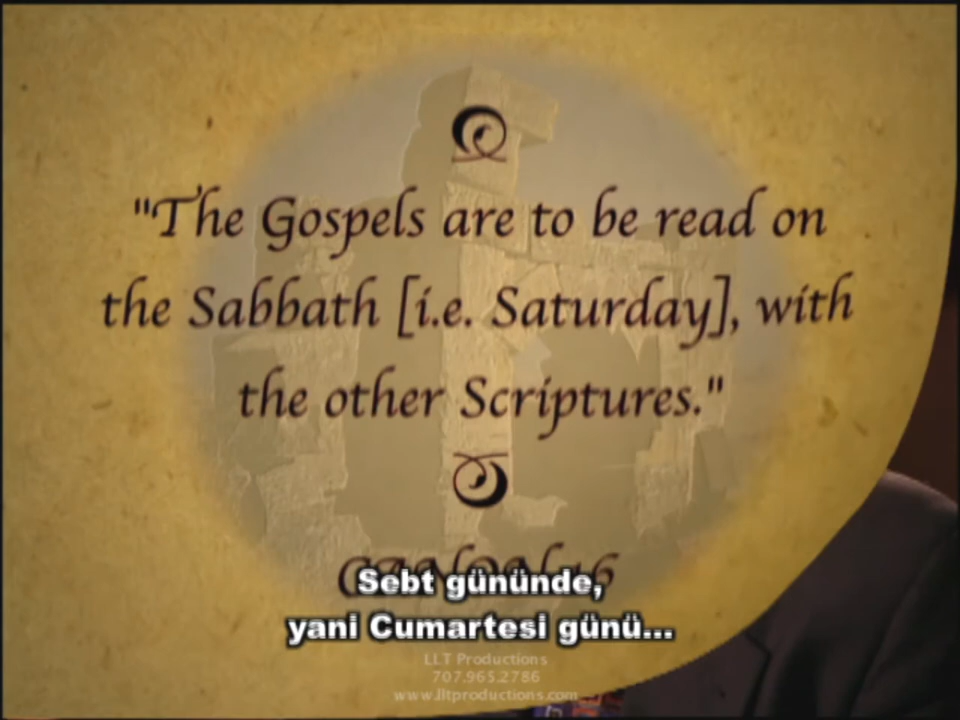 "The Gospels are to be read on
the Sabbath [i.e. Saturday], with
the other Scriptures."
Sebt gününde,
yani Cumartesi günü...
LLT Productions
707.965.2786
www.lltproductions.com